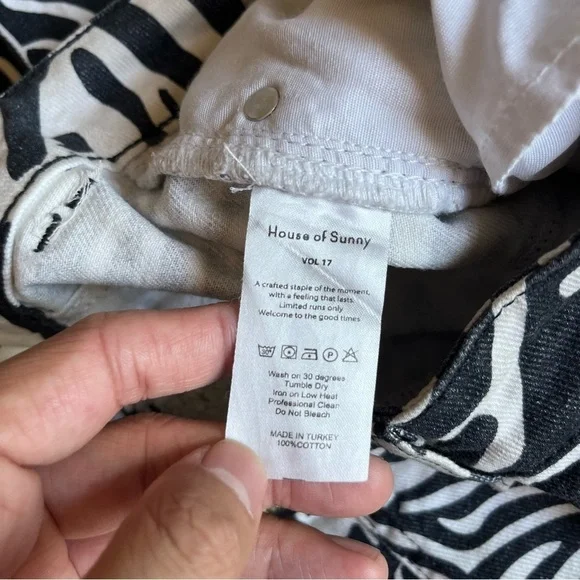 House of Sunny
VOL 17
A crafted staple of the moment,
with a feeling that lasts.
Limited runs only
Welcome to the good times
30 P
Wash on 30 degrees
Tumble Dry
Iron on Low Heat
Professional Clean
Do Not Bleach
MADE IN TURKEY
100%COTTON